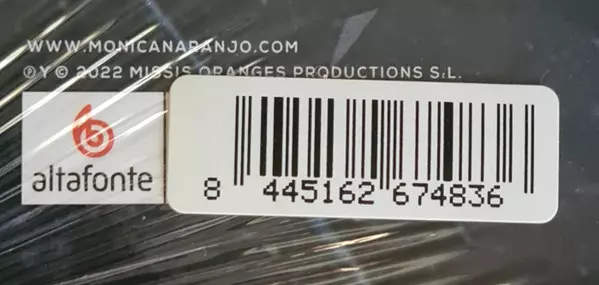 WWW.MONICANARANJO.COM
Ⓟ Y © 2022 MISSIS ORANGES PRODUCTIONS S.L.
altafonte
8 445162 674836